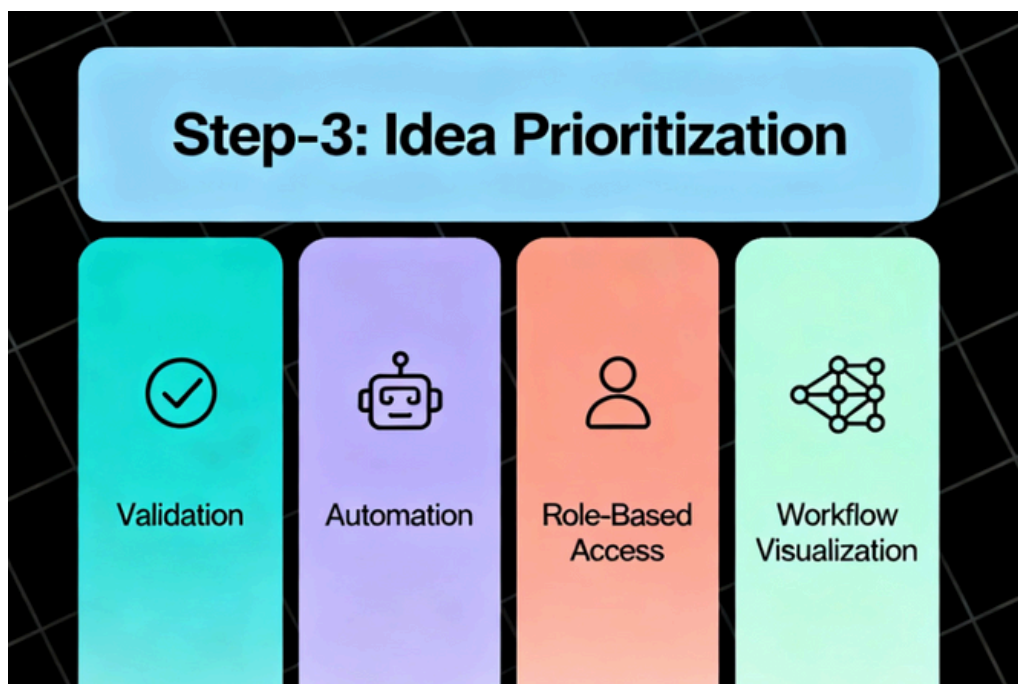 Step-3: Idea Prioritization
Validation
Automation
Role-Based
Access
Workflow
Visualization